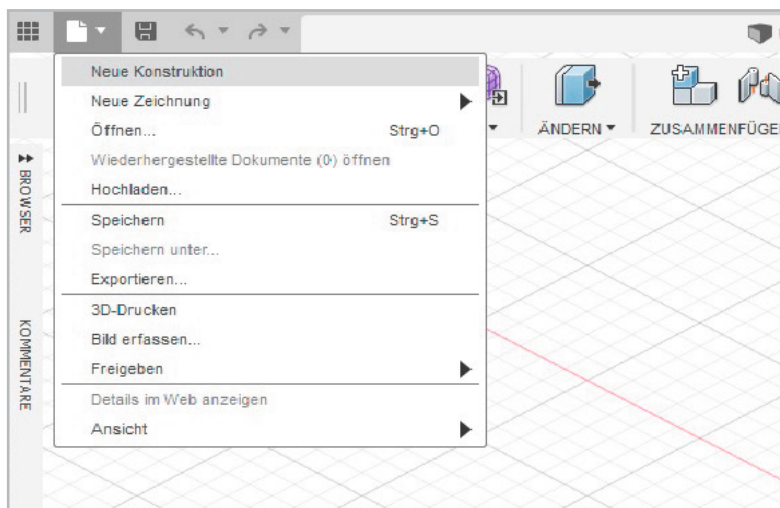 Neue Konstruktion
Neue Zeichnung
Öffnen... Strg+O
Wiederhergestellte Dokumente (0) öffnen
Hochladen...
Speichern Strg+S
Speichern unter...
Exportieren...
3D-Drucken
Bild erfassen...
Freigeben
Details im Web anzeigen
Ansicht
ÄNDERN
ZUSAMMENFÜGE
BROWSER
KOMMENTARE